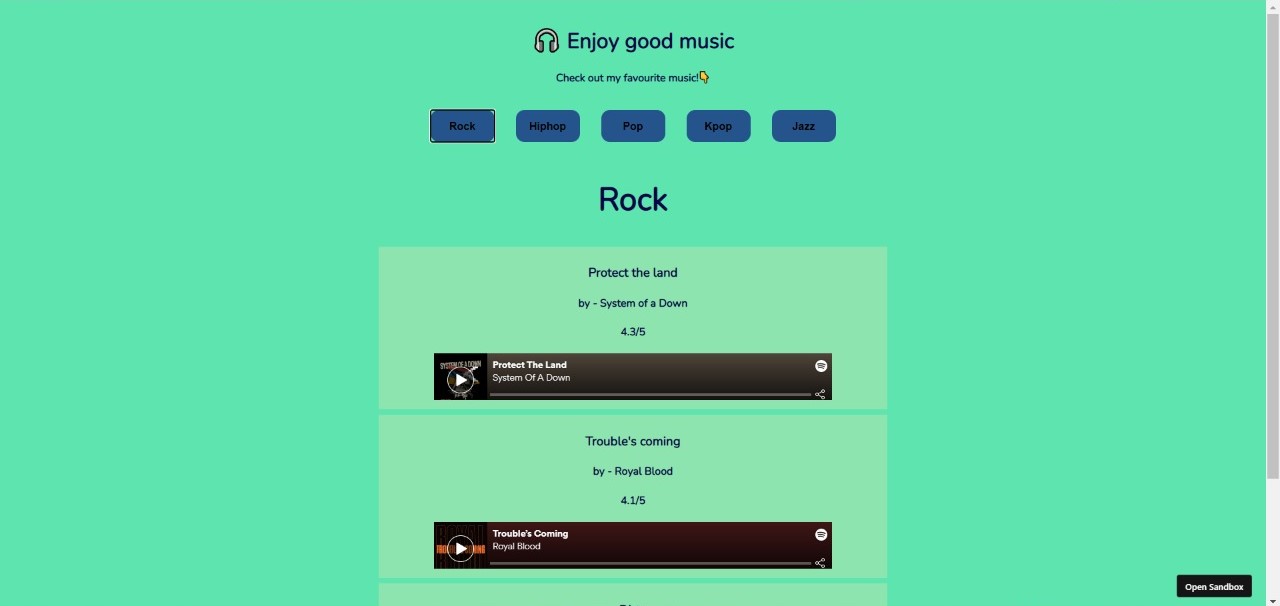 🎧 Enjoy good music
Check out my favourite music!👇
Rock Hiphop Pop Kpop Jazz
Rock
Protect the land
by - System of a Down
4.3/5
SYSTEM OF A DOWN
Protect The Land
System Of A Down
Trouble's coming
by - Royal Blood
4.1/5
Trouble's Coming
Royal Blood
Open Sandbox